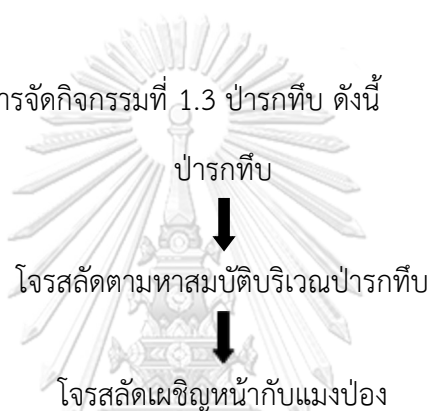 ารจัดกิจกรรมที่ 1.3 ป่ารกทึบ ดังนี้
ป่ารกทึบ
โจรสลัดตามหาสมบัติบริเวณป่ารกทึบ
โจรสลัดเผชิญหน้ากับแมงป่อง